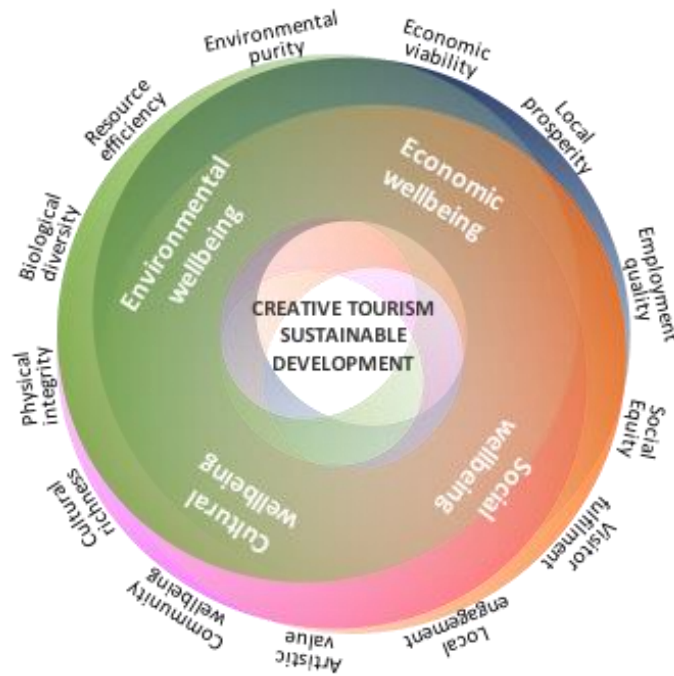 Environmental
purity
Economic
viability
Local
prosperity
Employment
quality
Social
Equity
Visitor
fulfilment
Local
engagement
Artistic
value
Community
wellbeing
Cultural
richness
Physical
integrity
Biological
diversity
Resource
efficiency
Environmental
wellbeing
Economic
wellbeing
Social
wellbeing
Cultural
wellbeing
CREATIVE TOURISM
SUSTAINABLE
DEVELOPMENT